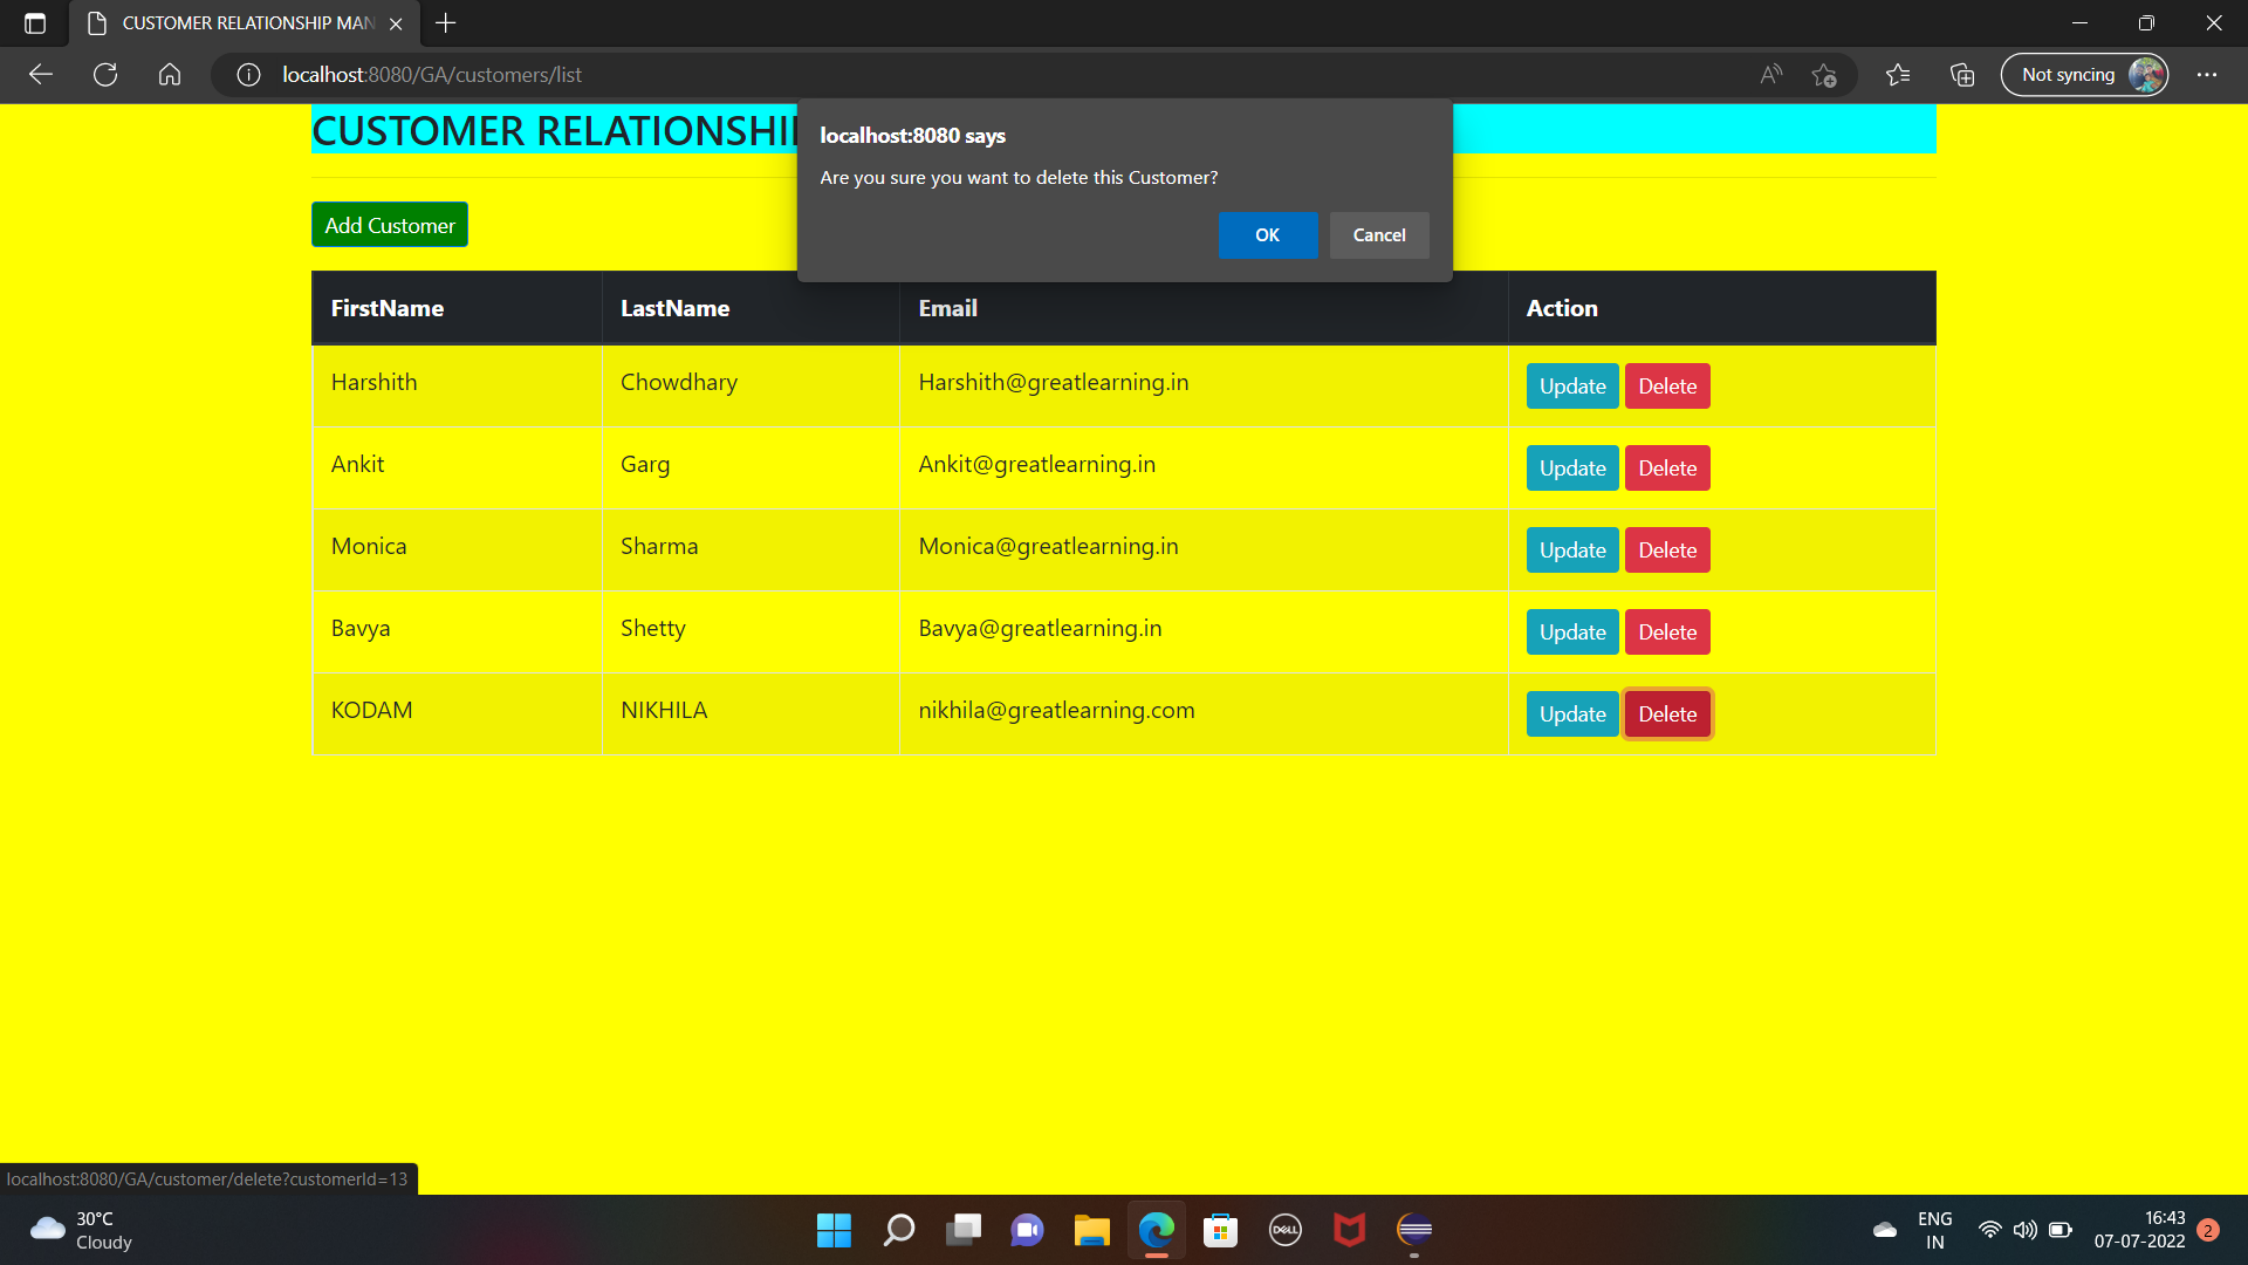 CUSTOMER RELATIONSHIP MAN
localhost:8080/GA/customers/list
Not syncing
CUSTOMER RELATIONSHI
localhost:8080 says
Are you sure you want to delete this Customer?
OK Cancel
Add Customer
FirstName LastName Email Action
Harshith Chowdhary Harshith@greatlearning.in Update Delete
Ankit Garg Ankit@greatlearning.in Update Delete
Monica Sharma Monica@greatlearning.in Update Delete
Bavya Shetty Bavya@greatlearning.in Update Delete
KODAM NIKHILA nikhila@greatlearning.com Update Delete
localhost:8080/GA/customer/delete?customerId=13
30°C
Cloudy
DELL
ENG
IN
16:43
07-07-2022
2